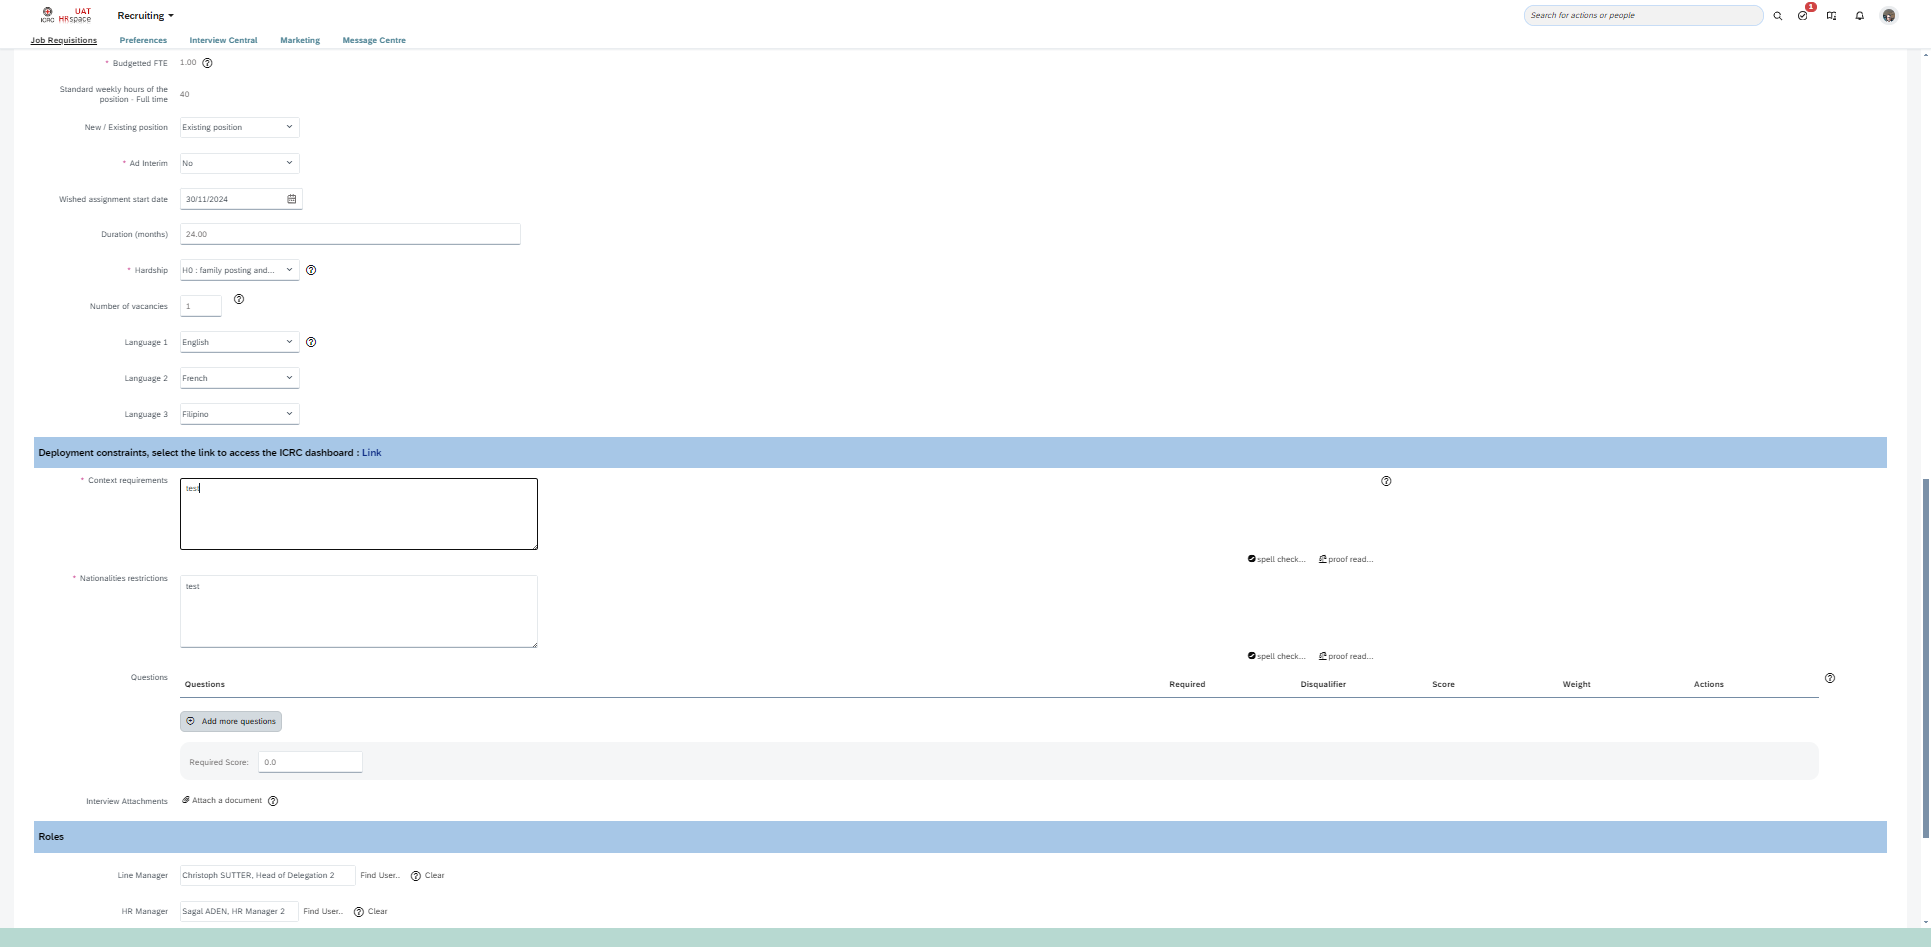 UAT
ICRC HRspace
Recruiting
Search for actions or people
1
Job Requisitions Preferences Interview Central Marketing Message Centre
* Budgetted FTE 1.00
Standard weekly hours of the
position - Full time 40
New / Existing position Existing position
* Ad Interim No
Wished assignment start date 30/11/2024
Duration (months) 24.00
* Hardship H0 : family posting and...
Number of vacancies 1
Language 1 English
Language 2 French
Language 3 Filipino
Deployment constraints, select the link to access the ICRC dashboard : Link
* Context requirements test
spell check... proof read...
* Nationalities restrictions test
spell check... proof read...
Questions Questions Required Disqualifier Score Weight Actions
Add more questions
Required Score: 0.0
Interview Attachments Attach a document
Roles
Line Manager Christoph SUTTER, Head of Delegation 2 Find User.. Clear
HR Manager Sagal ADEN, HR Manager 2 Find User.. Clear